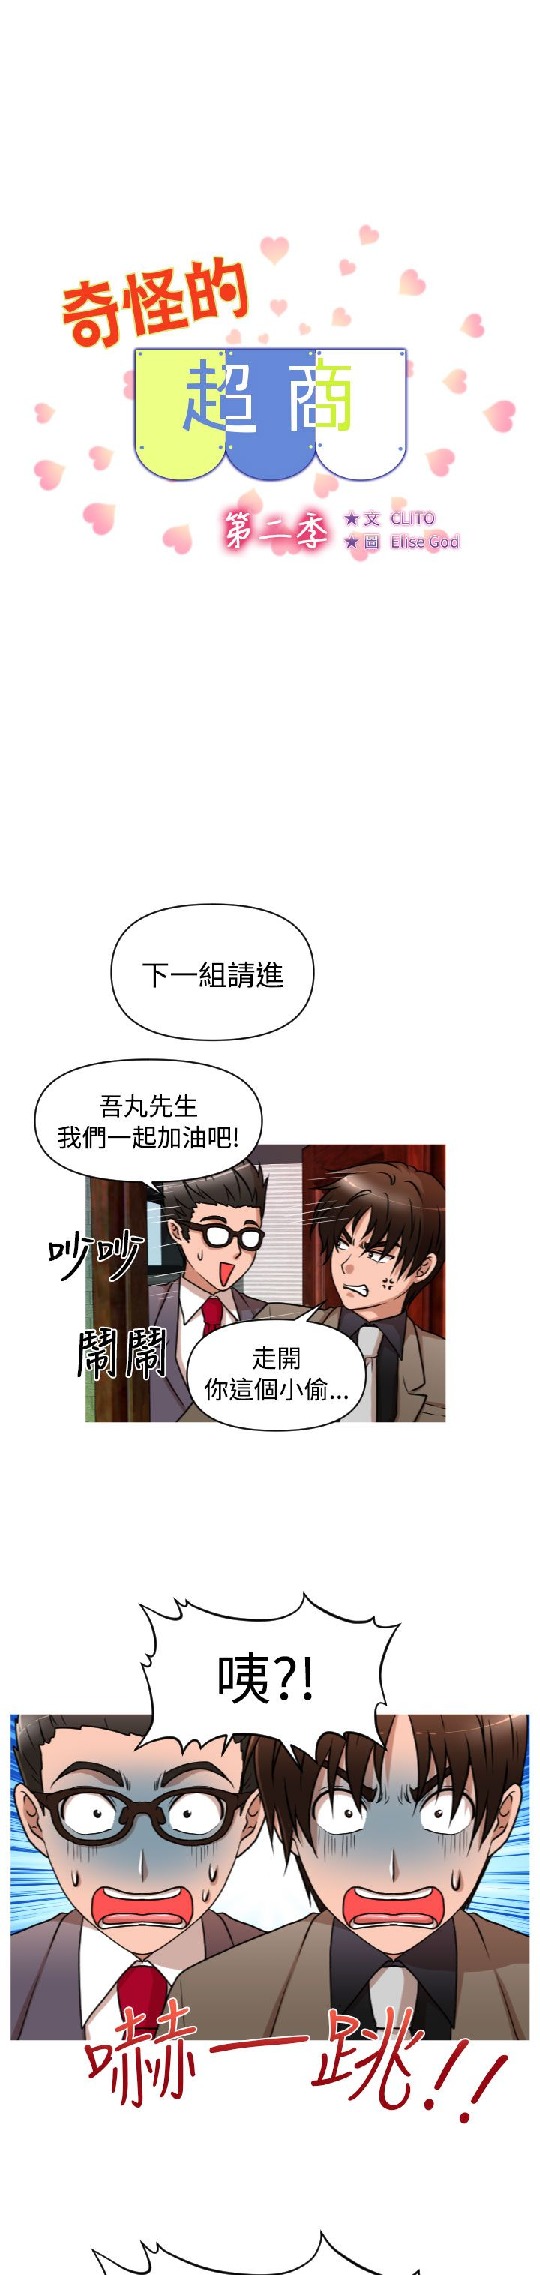 奇怪的
超商
第二季
★文 CLITO
★圖 Elise God
下一組請進
吾丸先生
我們一起加油吧!
吵吵
鬧鬧
走開
你這個小偷...
咦?!
嚇一跳!!